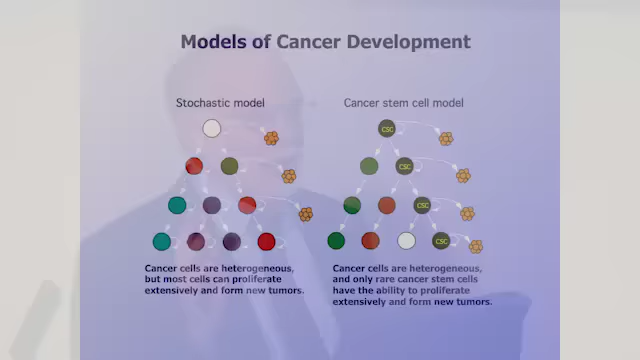 Models of Cancer Development
Stochastic model
Cancer stem cell model
CSC
CSC
CSC
CSC
Cancer cells are heterogeneous,
but most cells can proliferate
extensively and form new tumors.
Cancer cells are heterogeneous,
and only rare cancer stem cells
have the ability to proliferate
extensively and form new tumors.